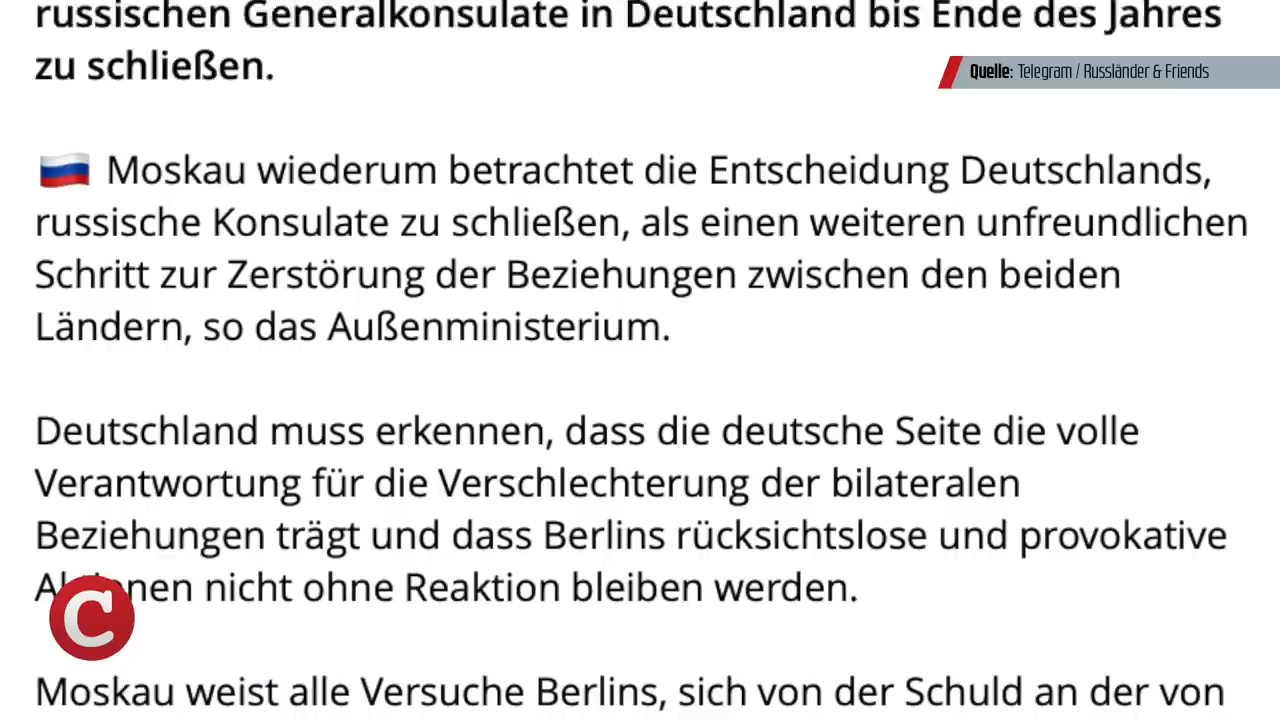 russischen Generalkonsulate in Deutschland bis Ende des Jahres
zu schließen.
Quelle: Telegram / Russländer & Friends
Moskau wiederum betrachtet die Entscheidung Deutschlands,
russische Konsulate zu schließen, als einen weiteren unfreundlichen
Schritt zur Zerstörung der Beziehungen zwischen den beiden
Ländern, so das Außenministerium.
Deutschland muss erkennen, dass die deutsche Seite die volle
Verantwortung für die Verschlechterung der bilateralen
Beziehungen trägt und dass Berlins rücksichtslose und provokative
Aktionen nicht ohne Reaktion bleiben werden.
C
Moskau weist alle Versuche Berlins, sich von der Schuld an der von